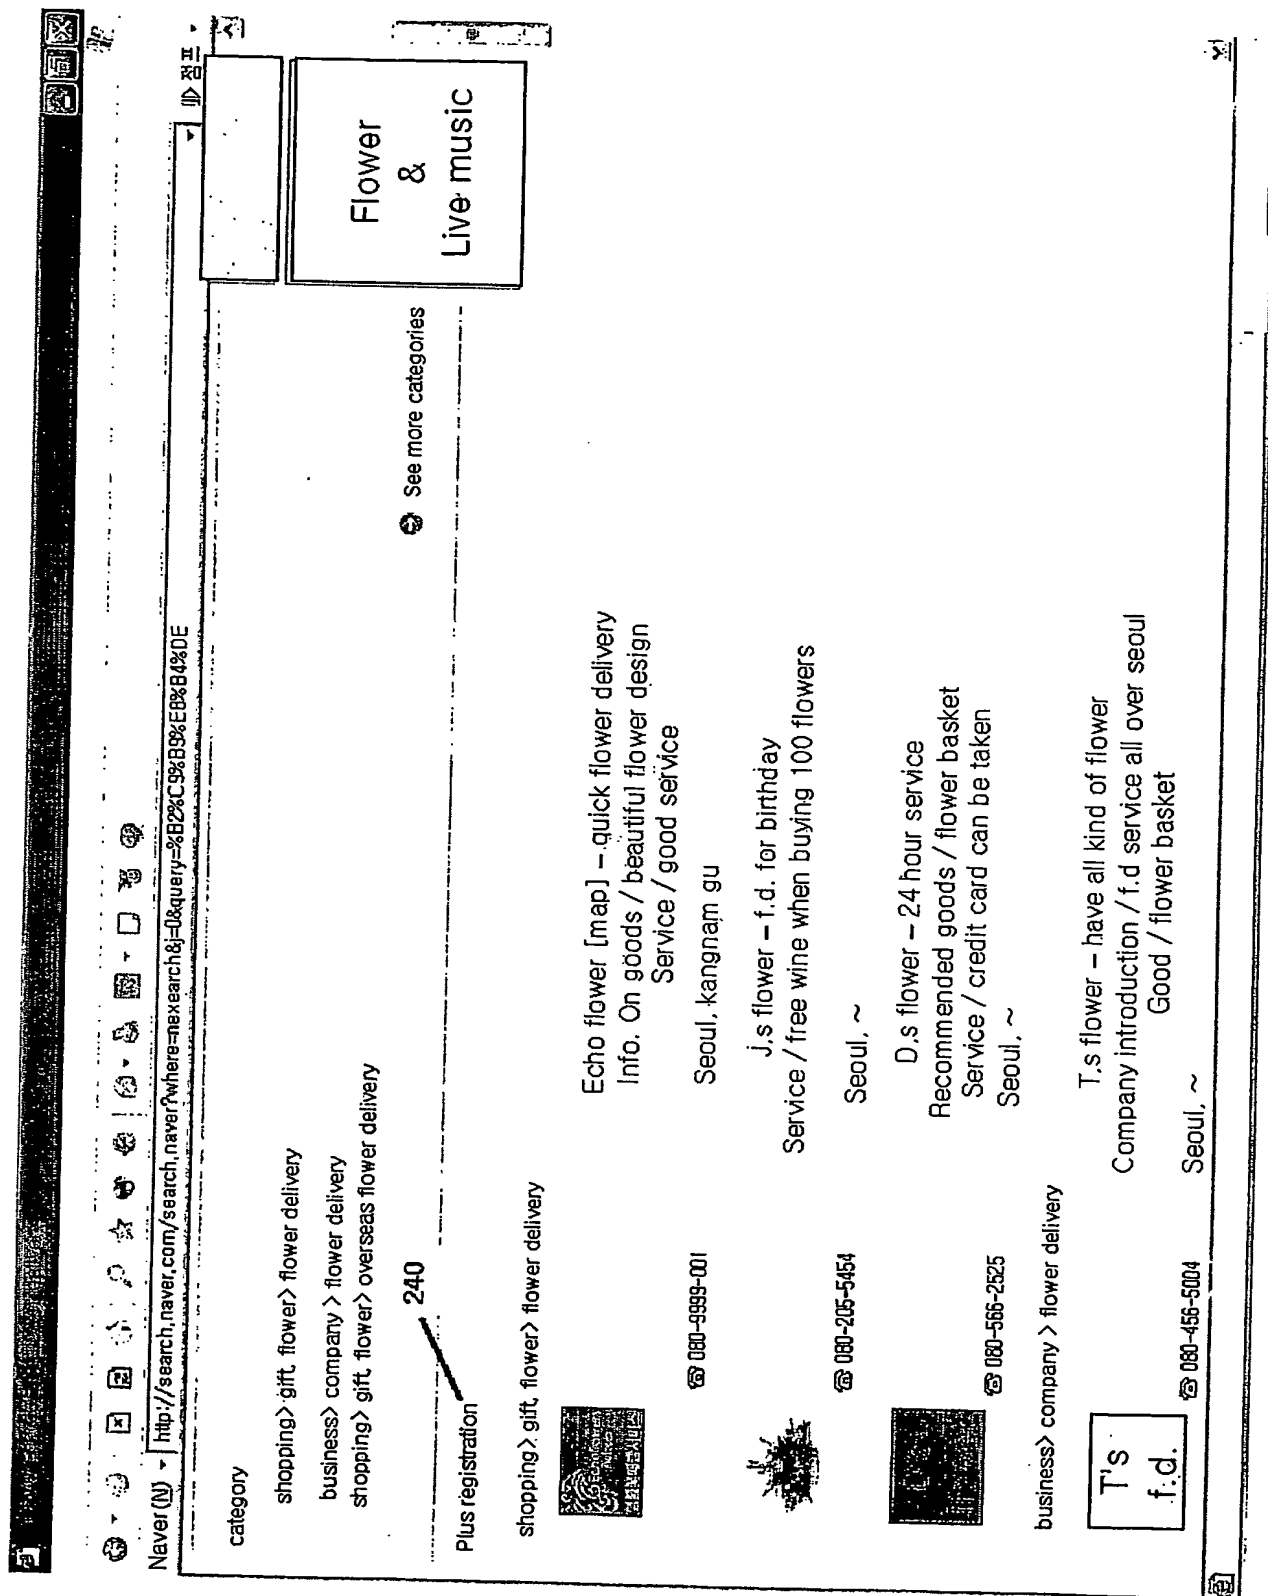 Naver (N)
http://search.naver.com/search.naver?where=nexearch&j=0&query=%B2%C9%B9%E8%B4%DE
category
shopping> gift. flower> flower delivery
business> company > flower delivery
shopping> gift. flower> overseas flower delivery
See more categories
Flower
&
Live music
240
Plus registration
shopping> gift. flower> flower delivery
Echo flower [map] – quick flower delivery
Info. On goods / beautiful flower design
Service / good service
☎ 080-9999-001
Seoul. kangnam gu
j.s flower – f.d. for birthday
Service / free wine when buying 100 flowers
☎ 080-205-5454
Seoul. ~
D.s flower – 24 hour service
Recommended goods / flower basket
Service / credit card can be taken
☎ 080-566-2525
Seoul. ~
business> company > flower delivery
T's
f.d.
T.s flower – have all kind of flower
Company introduction / f.d service all over seoul
Good / flower basket
☎ 080-456-5004
Seoul. ~